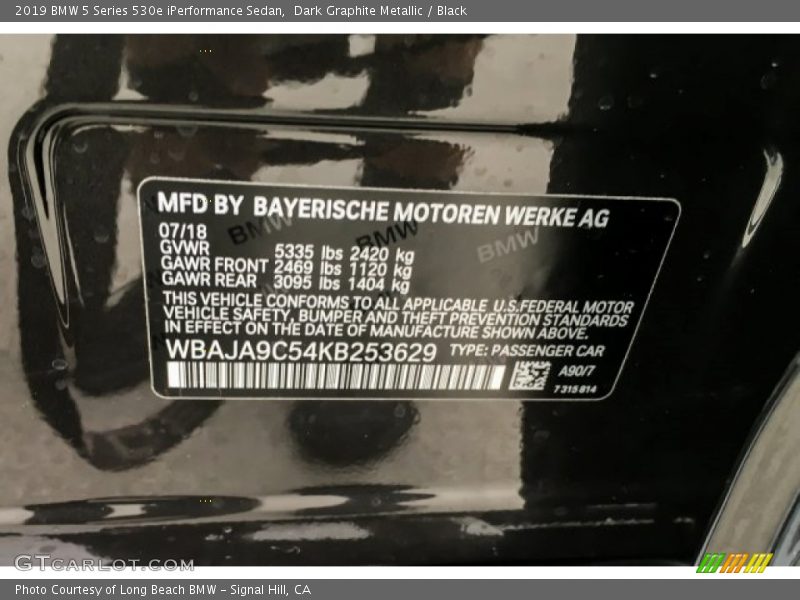 2019 BMW 5 Series 530e iPerformance Sedan,  Dark Graphite Metallic / Black
MFD BY BAYERISCHE MOTOREN WERKE AG
07/18
GVWR 5335 lbs 2420 kg
GAWR FRONT 2469 lbs 1120 kg
GAWR REAR 3095 lbs 1404 kg
BMW BMW BMW
THIS VEHICLE CONFORMS TO ALL APPLICABLE U.S.FEDERAL MOTOR
VEHICLE SAFETY, BUMPER AND THEFT PREVENTION STANDARDS
IN EFFECT ON THE DATE OF MANUFACTURE SHOWN ABOVE.
WBAJA9C54KB253629 TYPE: PASSENGER CAR
A90/7
7315814
GTCARLOT.COM
Photo Courtesy of Long Beach BMW - Signal Hill, CA